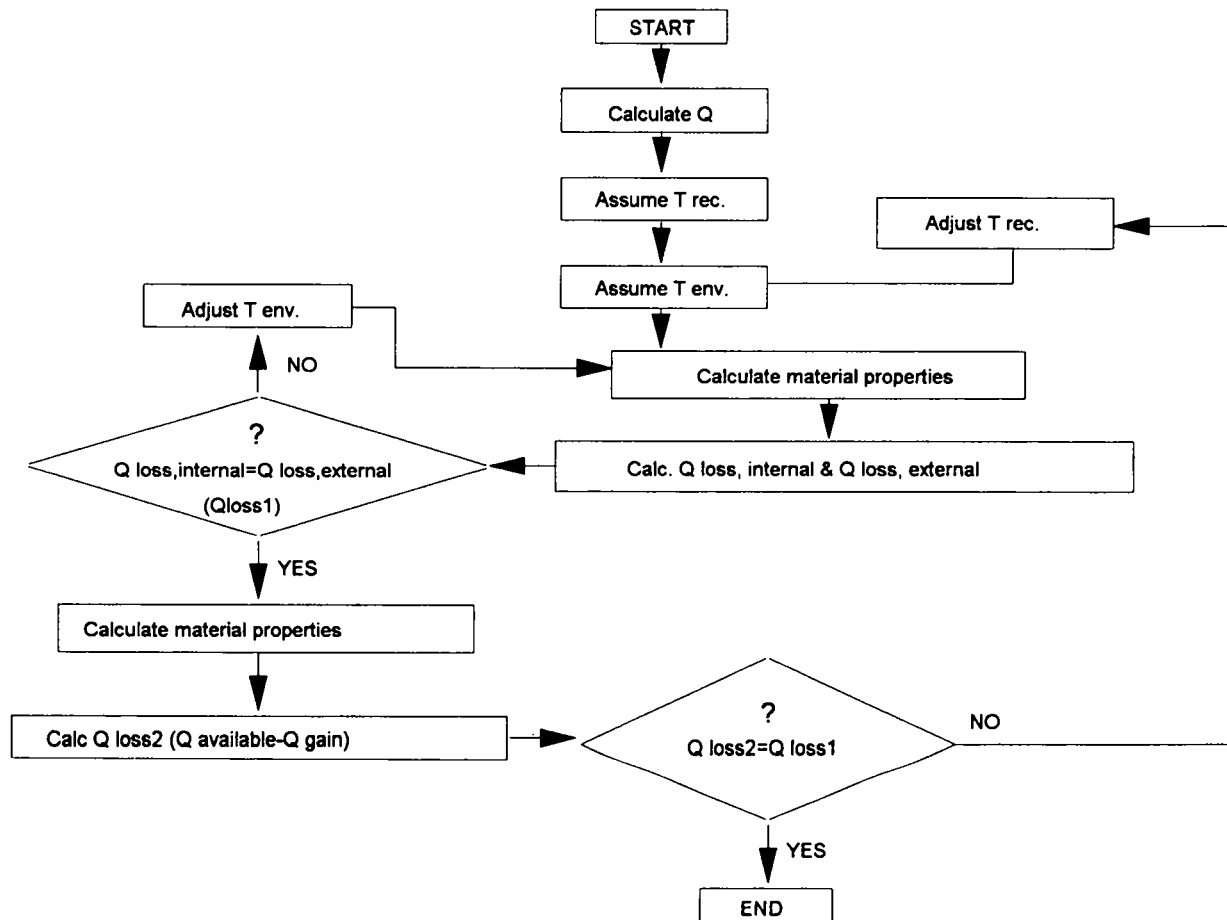 START
Calculate Q
Assume T rec.
Adjust T rec.
Assume T env.
Adjust T env.
NO
Calculate material properties
?
Q loss,internal=Q loss,external
(Qloss1)
Calc. Q loss, internal & Q loss, external
YES
Calculate material properties
Calc Q loss2 (Q available-Q gain)
?
Q loss2=Q loss1
NO
YES
END